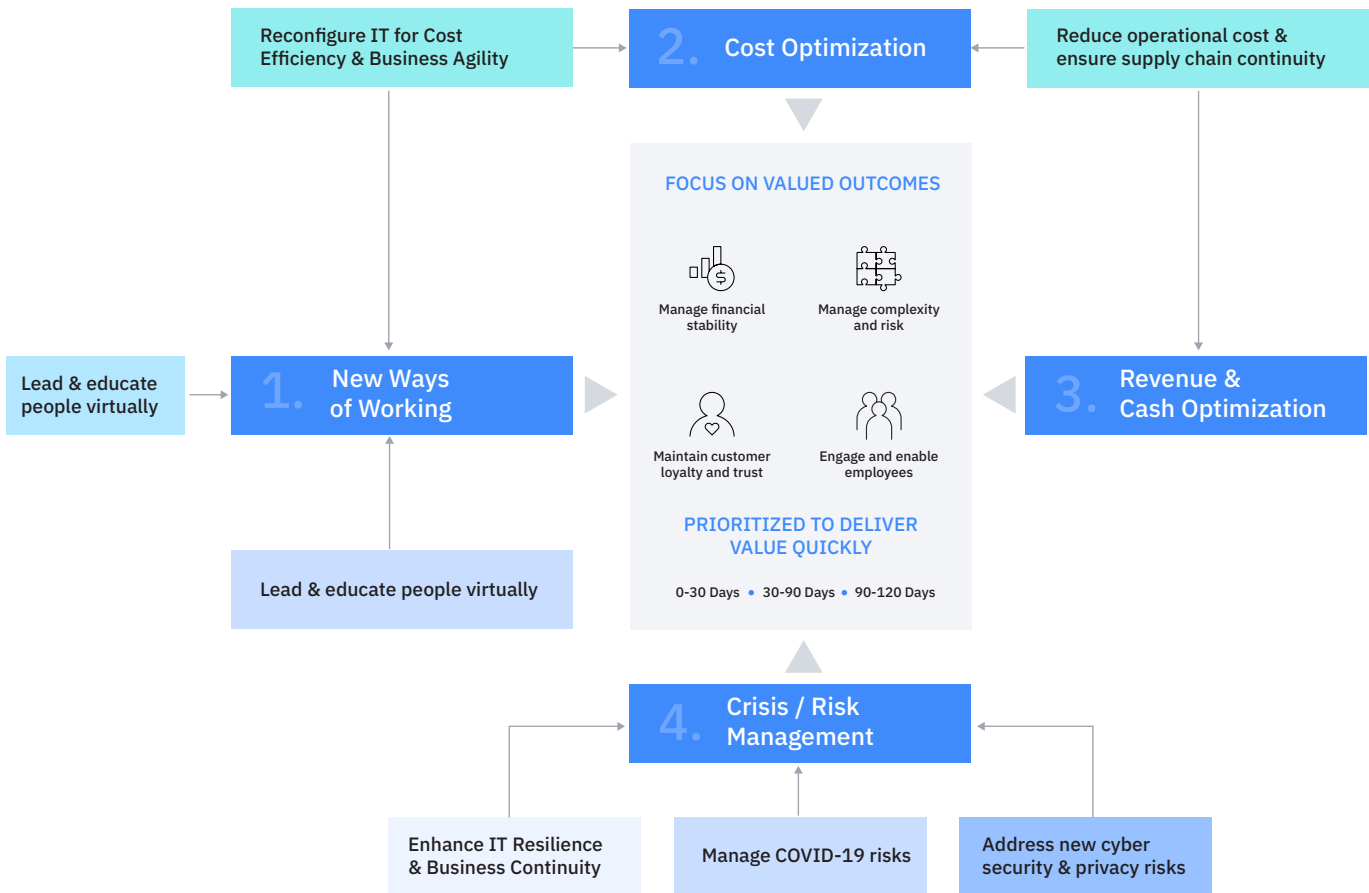 Reconfigure IT for Cost
Efficiency & Business Agility
2. Cost Optimization
Reduce operational cost &
ensure supply chain continuity
FOCUS ON VALUED OUTCOMES
Manage financial
stability
Manage complexity
and risk
Lead & educate
people virtually
1. New Ways
of Working
3. Revenue &
Cash Optimization
Maintain customer
loyalty and trust
Engage and enable
employees
PRIORITIZED TO DELIVER
VALUE QUICKLY
0-30 Days • 30-90 Days • 90-120 Days
Lead & educate people virtually
4. Crisis / Risk
Management
Enhance IT Resilience
& Business Continuity
Manage COVID-19 risks
Address new cyber
security & privacy risks